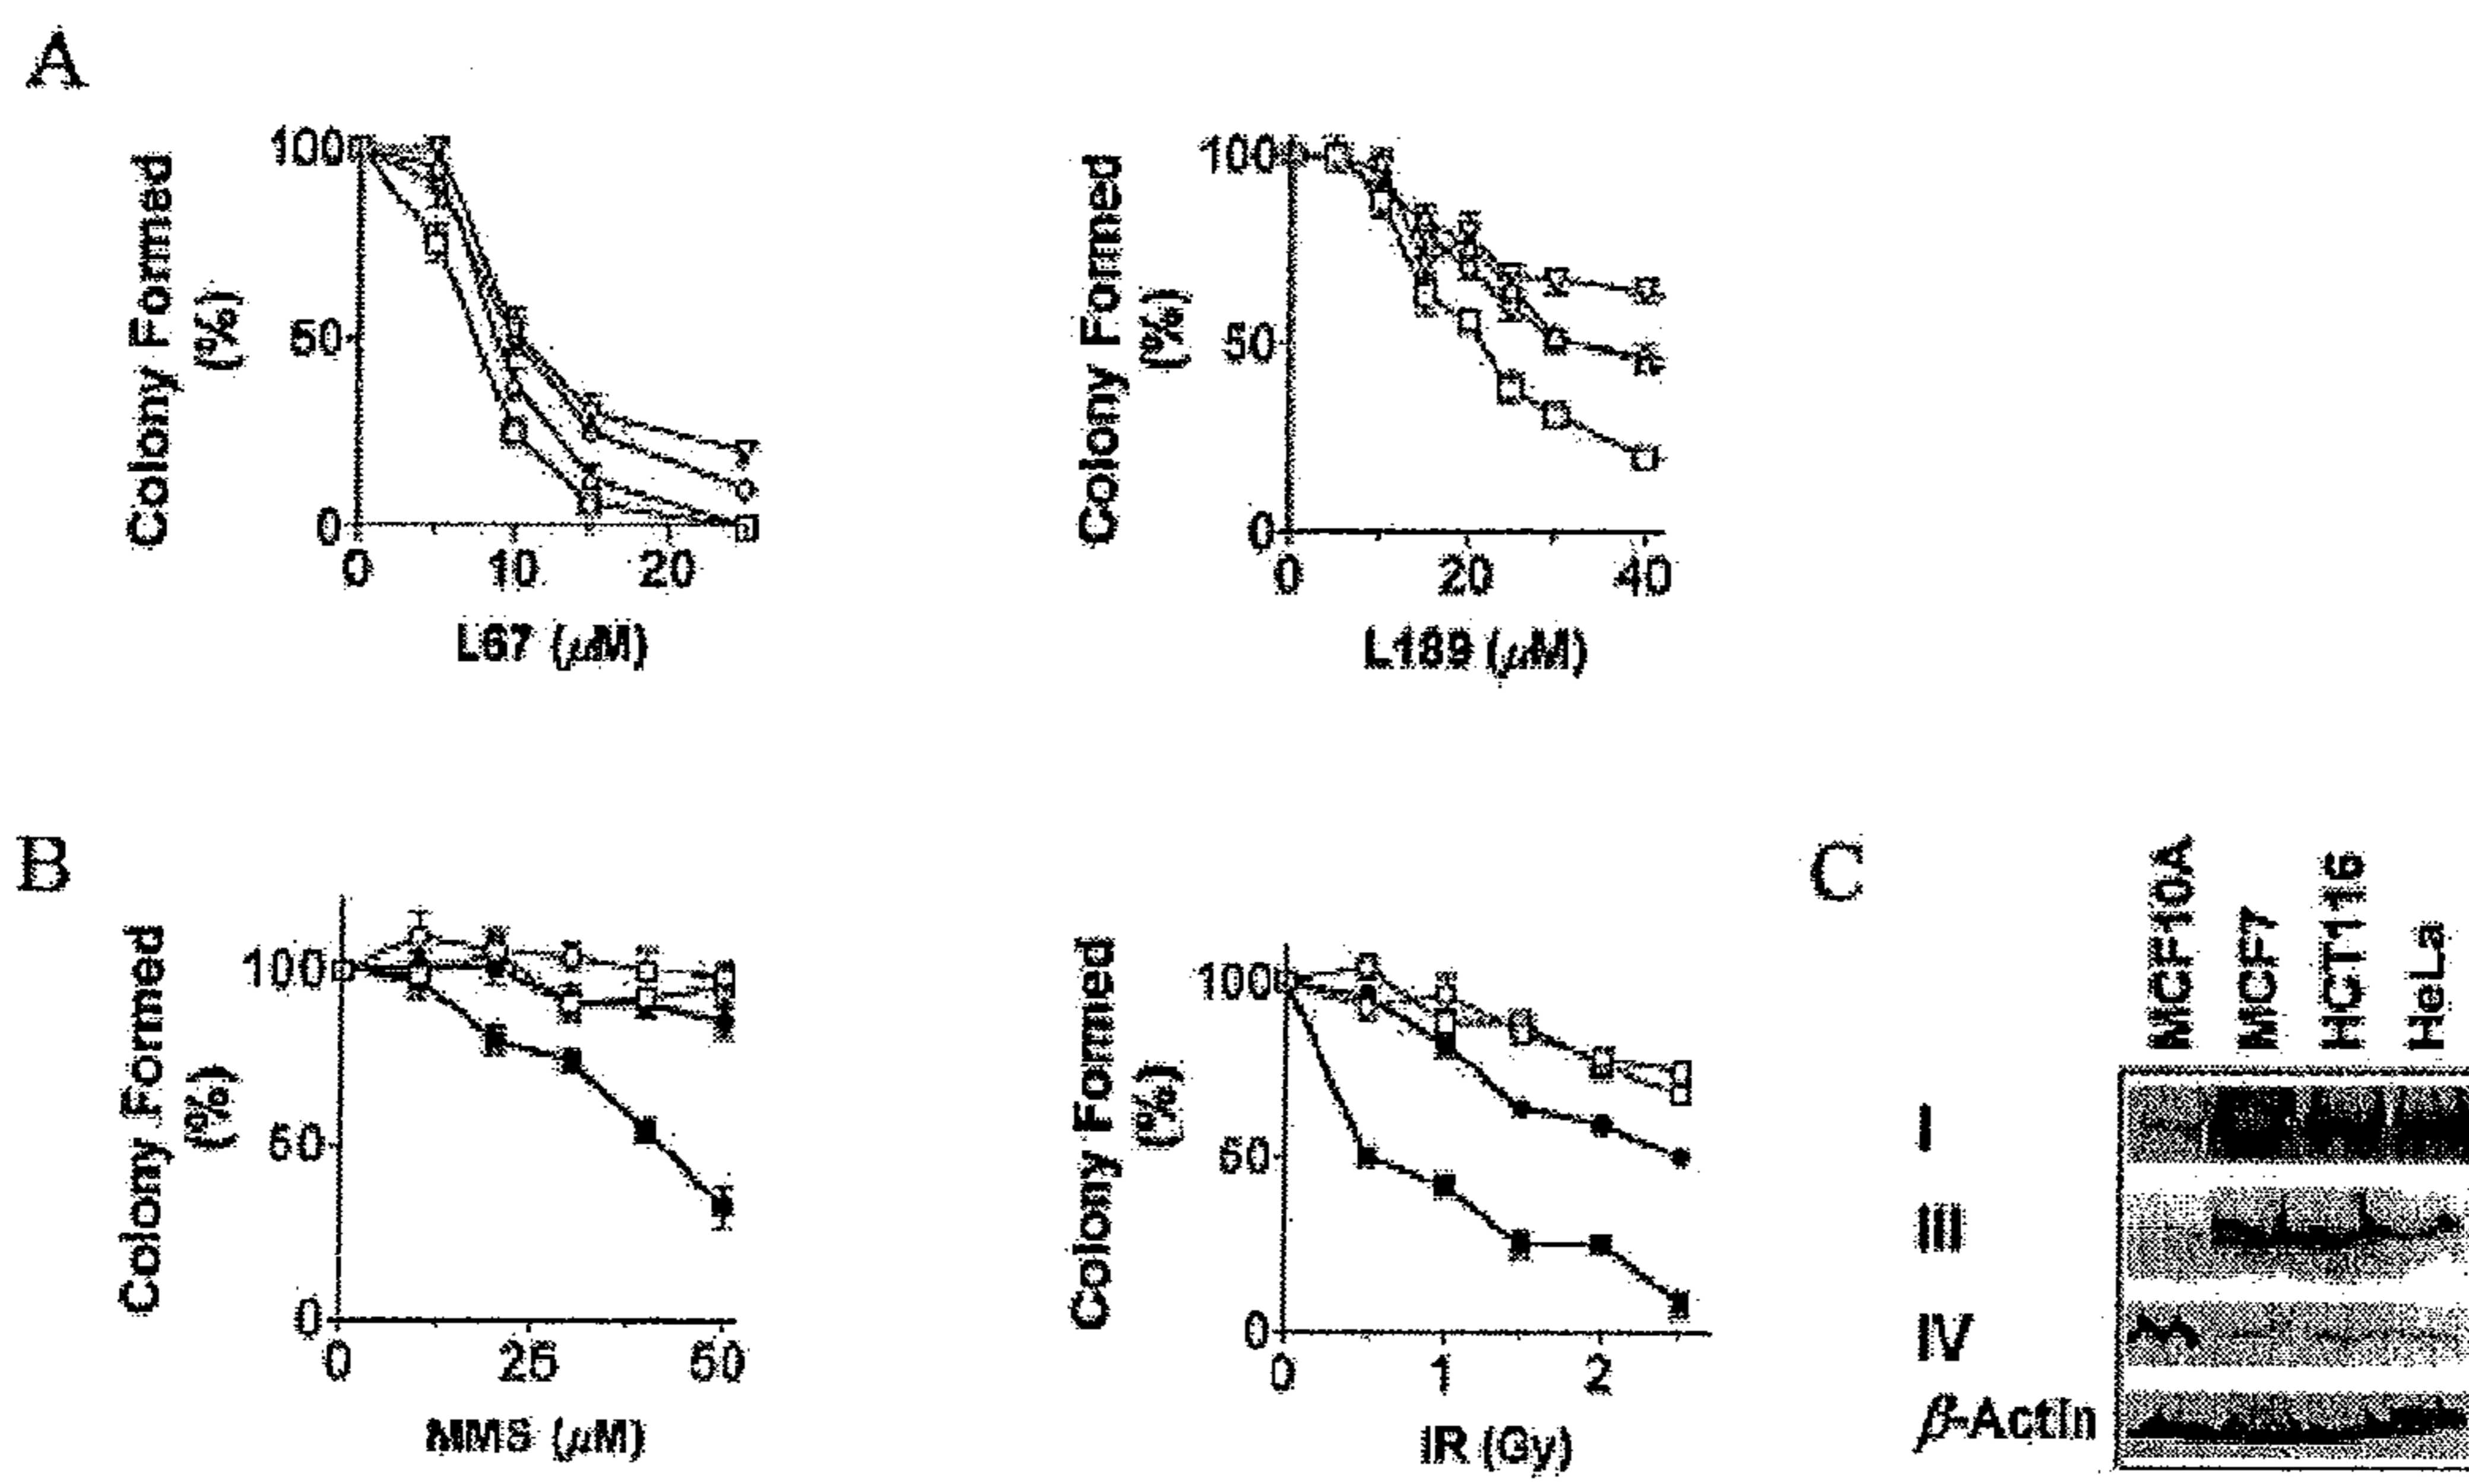 A
100
50
0
0 10 20
Colony Formed
(%)
L67 (μM)
100
50
0
0 20 40
Colony Formed
(%)
L189 (μM)
B
100
50
0
0 25 50
Colony Formed
(%)
MMS (μM)
100
50
0
0 1 2
Colony Formed
(%)
IR (Gy)
C
MCF10A
MCF7
HCT116
HeLa
I
III
IV
β-Actin